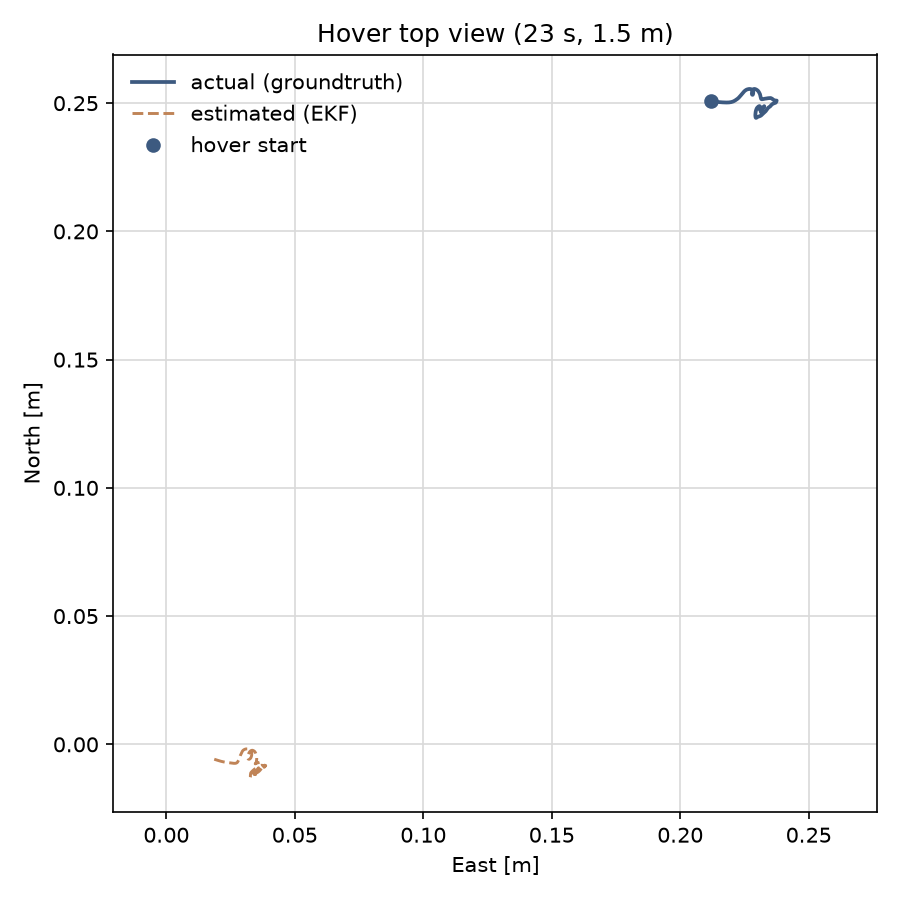 Hover top view (23 s, 1.5 m)
actual (groundtruth)
estimated (EKF)
hover start
0.25
0.20
0.15
0.10
0.05
0.00
North [m]
0.00 0.05 0.10 0.15 0.20 0.25
East [m]